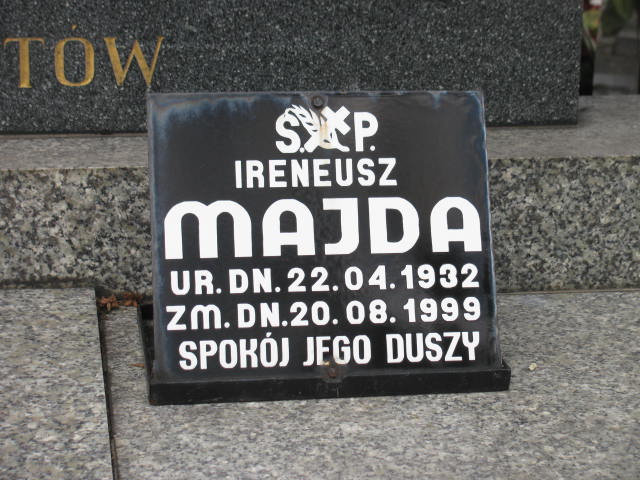 TÓW
Ś.P.
IRENEUSZ
MAJDA
UR. DN. 22.04.1932
ZM. DN. 20.08.1999
SPOKÓJ JEGO DUSZY